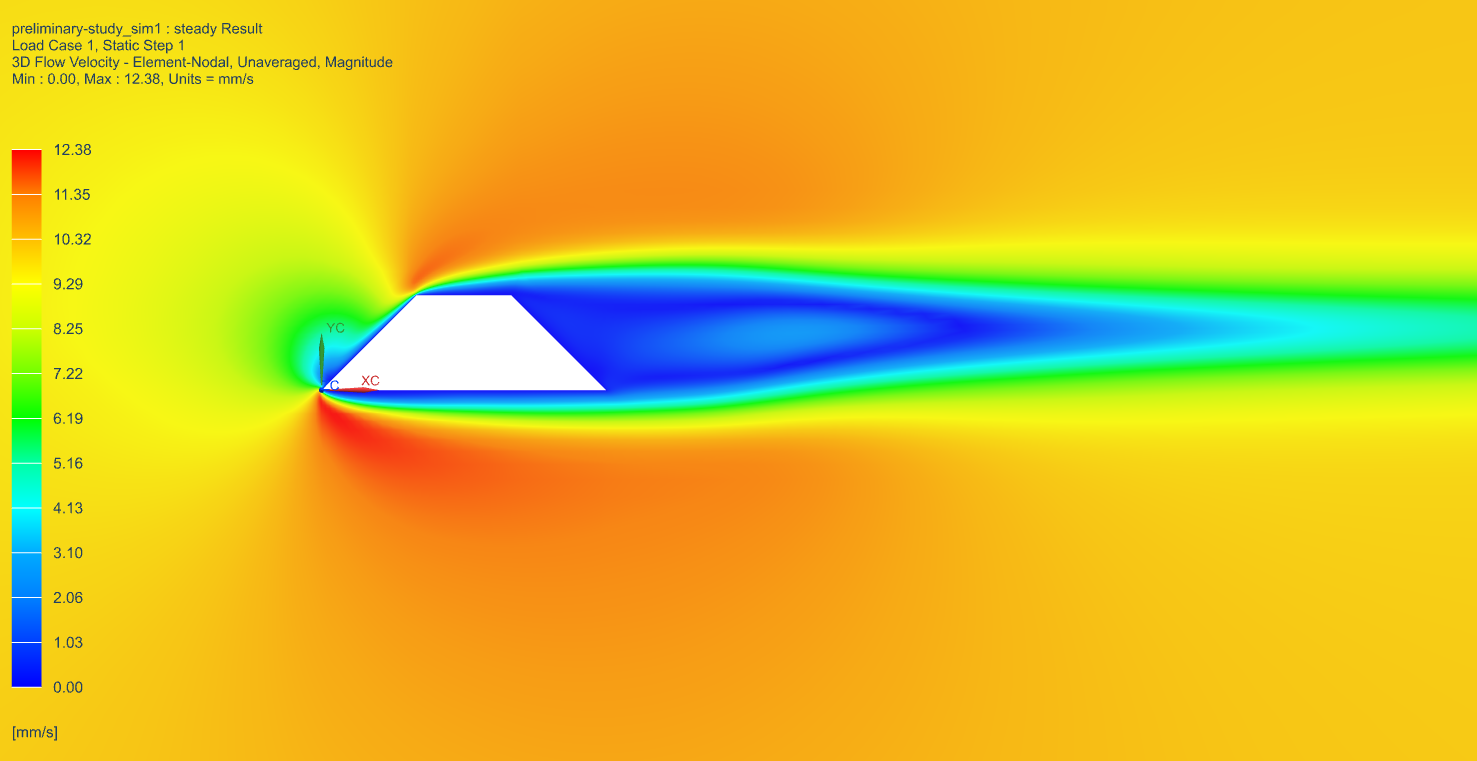 preliminary-study_sim1 : steady Result
Load Case 1, Static Step 1
3D Flow Velocity - Element-Nodal, Unaveraged, Magnitude
Min : 0.00, Max : 12.38, Units = mm/s
12.38
11.35
10.32
9.29
8.25
7.22
6.19
5.16
4.13
3.10
2.06
1.03
0.00
[mm/s]
YC
C
XC